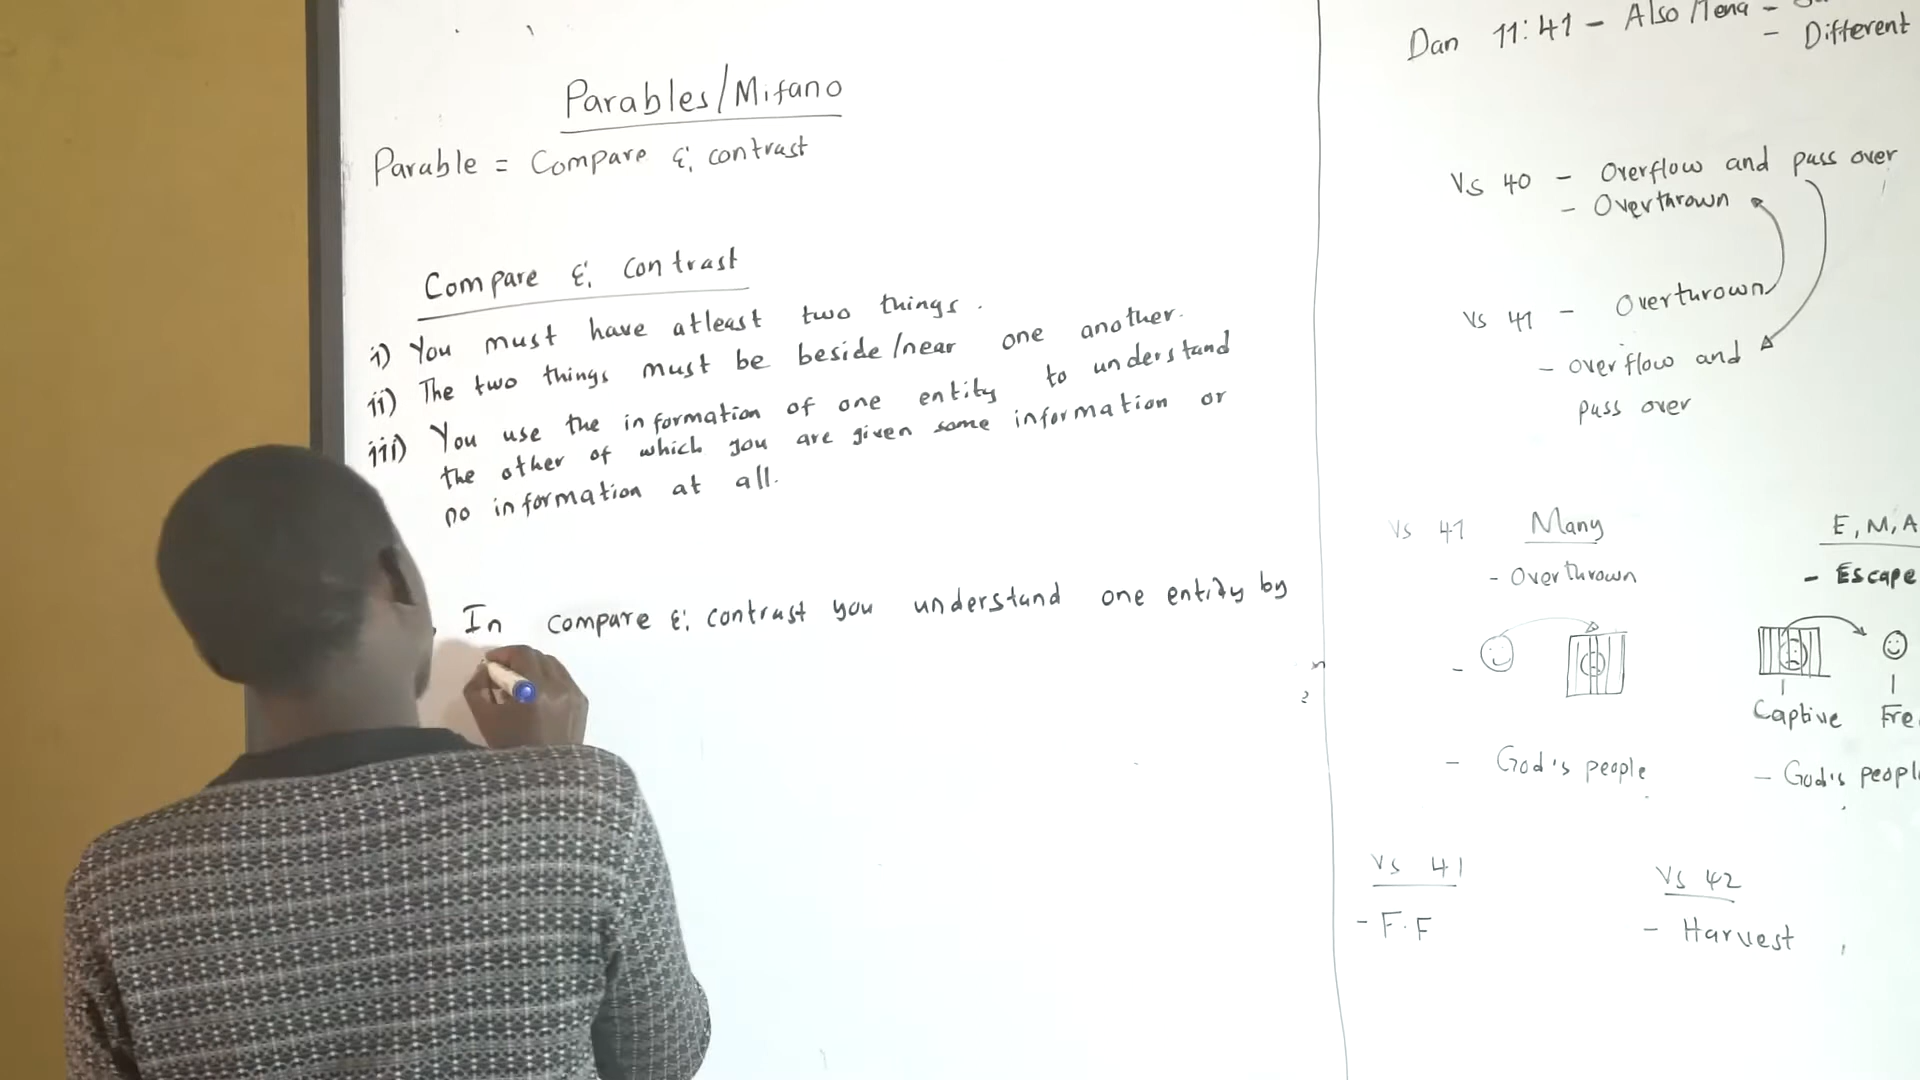 Parables/Mifano
Parable = Compare & contrast
Compare & contrast
i) You must have atleast two things.
ii) The two things must be beside/near one another.
iii) You use the information of one entity to understand
the other of which you are given some information or
no information at all.
In compare & contrast you understand one entity by
Dan 11:41 - Also/Tena -
- Different
Vs 40 - Overflow and pass over
- Overthrown
Vs 41 - Overthrown
- overflow and
pass over
Vs 41 Many
- Overthrown
-
- God's people
E, M, A
- Escape
Captive
- God's
Vs 41
- F.F
Vs 42
- Harvest